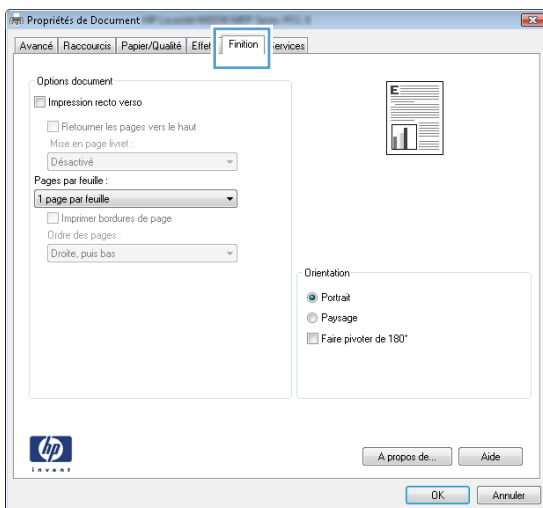 Propriétés de Document
Avancé Raccourcis Papier/Qualité Effet Finition ervices
Options document
Impression recto verso
Retourner les pages vers le haut
Mise en page livret :
Désactivé
Pages par feuille :
1 page par feuille
Imprimer bordures de page
Ordre des pages :
Droite, puis bas
E
Orientation
Portrait
Paysage
Faire pivoter de 180°
hp
invent
A propos de... Aide
OK Annuler